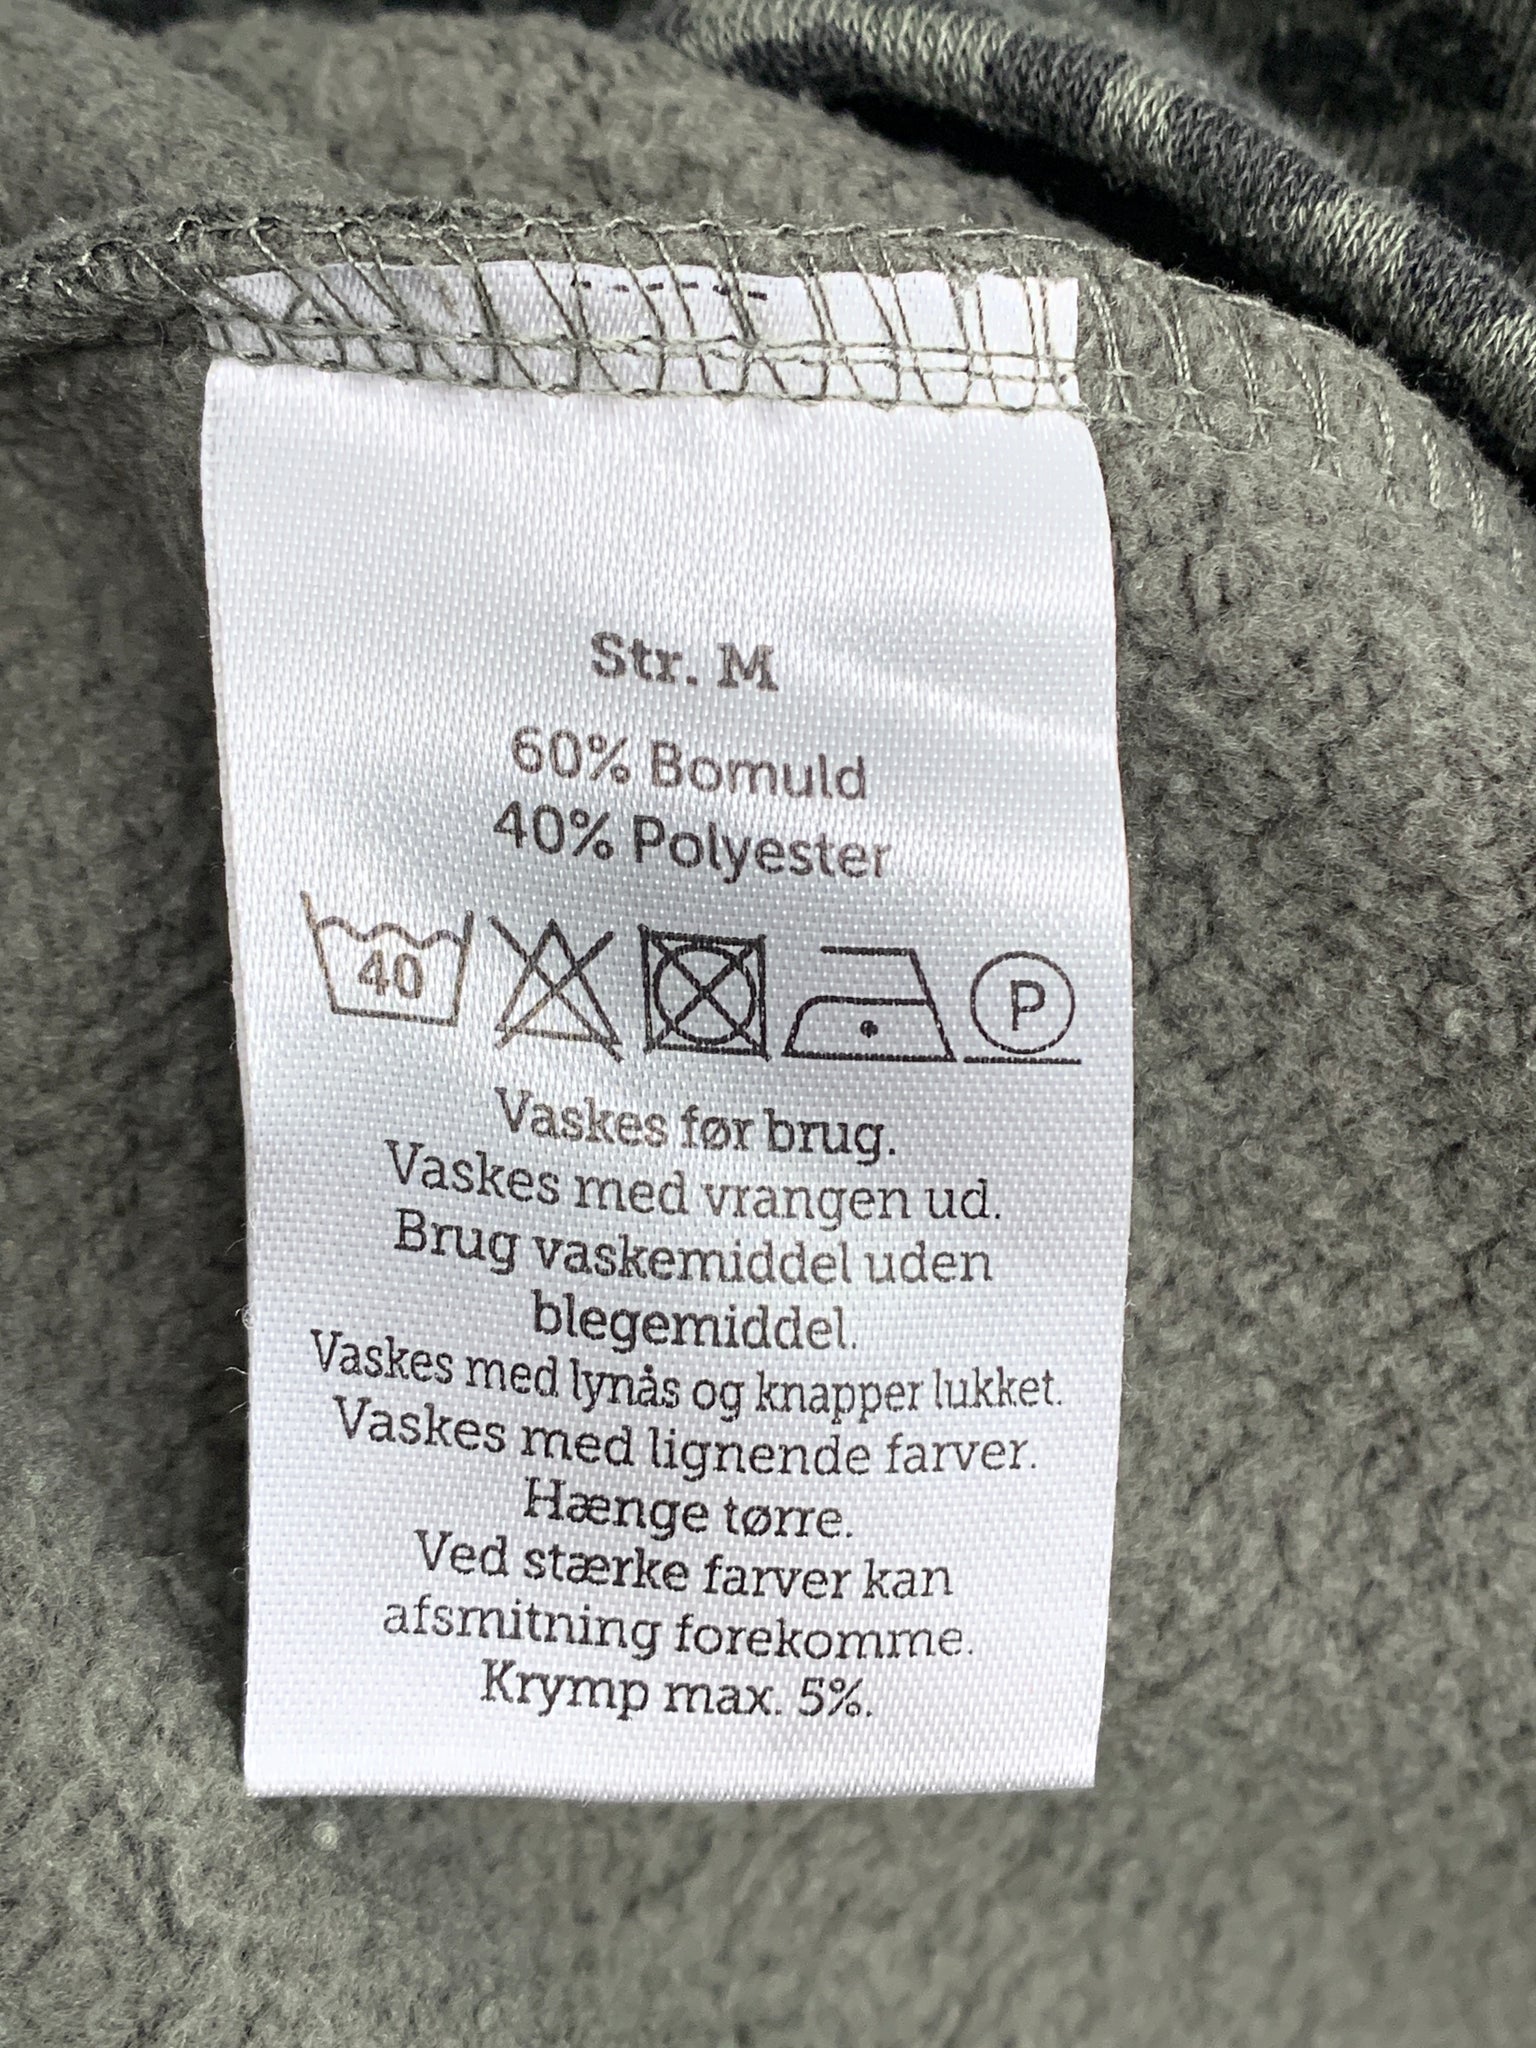 Str. M
60% Bomuld
40% Polyester
40 P
Vaskes før brug.
Vaskes med vrangen ud.
Brug vaskemiddel uden
blegemiddel.
Vaskes med lynås og knapper lukket.
Vaskes med lignende farver.
Hænge tørre.
Ved stærke farver kan
afsmitning forekomme.
Krymp max. 5%.